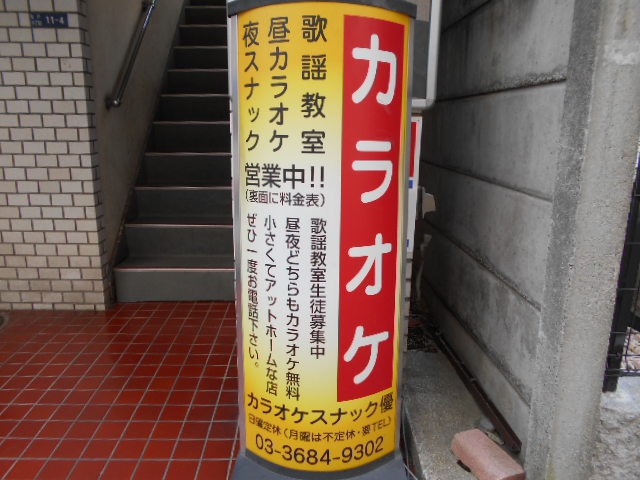 カラオケ
歌謡教室
昼カラオケ
夜スナック
営業中!!
(裏面に料金表)
歌謡教室生徒募集中
昼夜どちらもカラオケ無料
小さくてアットホームな店
ぜひ一度お電話下さい。
カラオケスナック優
日曜定休(月曜は不定休・要TEL)
03-3684-9302
11-4